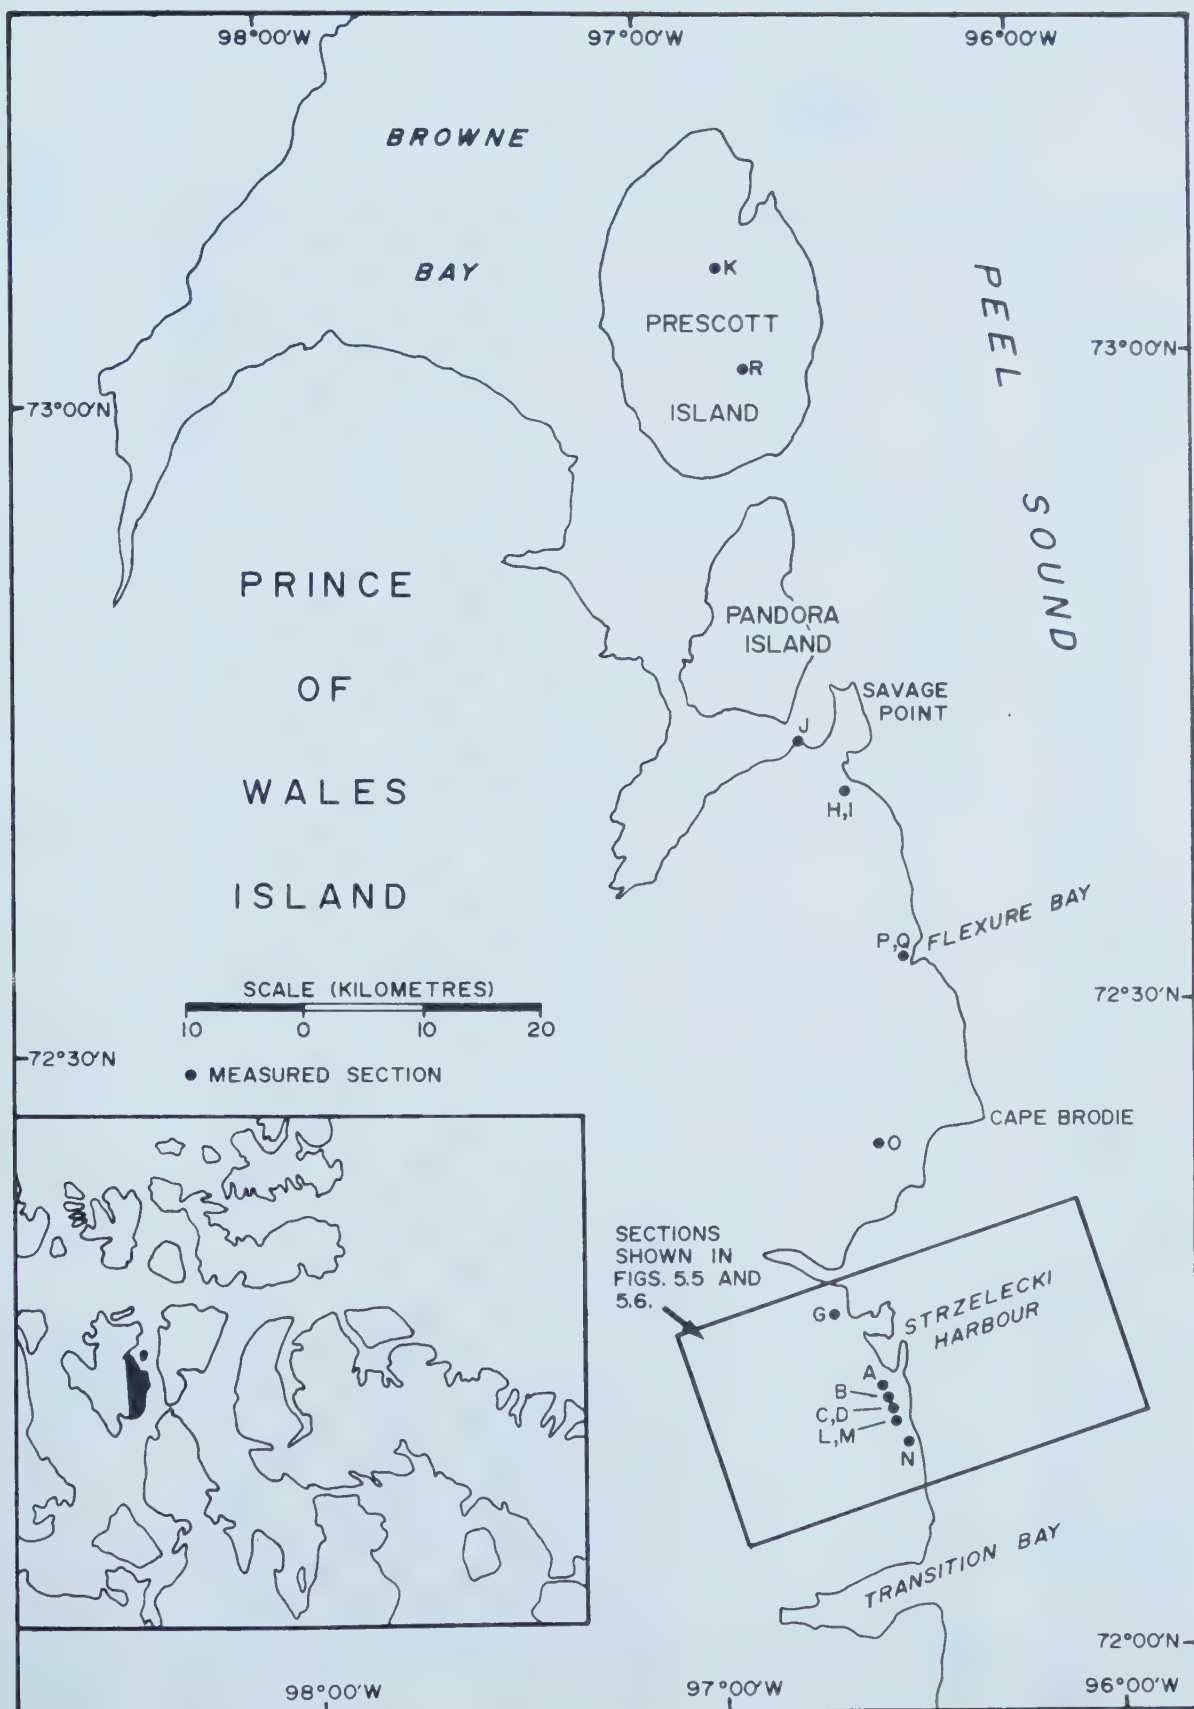 98°00'W
97°00'W
96°00'W
BROWNE
BAY
K
PRESCOTT
R
ISLAND
PEEL
SOUND
73°00'N
73°00'N
PRINCE
OF
WALES
ISLAND
PANDORA
ISLAND
SAVAGE
POINT
J
H,I
FLEXURE BAY
P,Q
SCALE (KILOMETRES)
10 0 10 20
72°30'N
72°30'N
● MEASURED SECTION
CAPE BRODIE
O
SECTIONS
SHOWN IN
FIGS. 5.5 AND
5.6.
G
STRZELECKI
HARBOUR
A
B
C,D
L,M
N
TRANSITION BAY
72°00'N
98°00'W
97°00'W
96°00'W